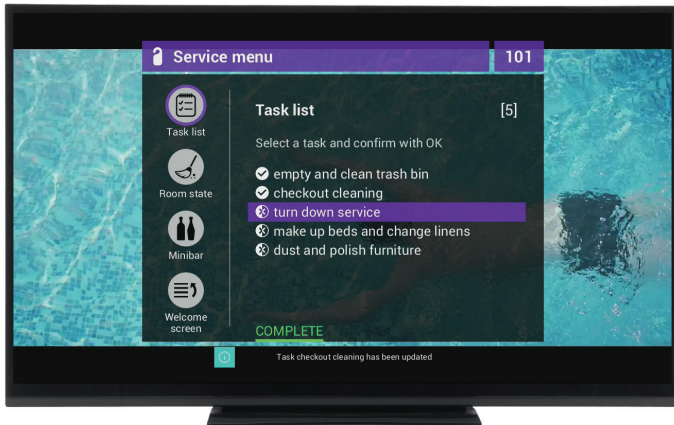 Service menu
101
Task list
Task list
[5]
Select a task and confirm with OK
Room state
empty and clean trash bin
checkout cleaning
turn down service
make up beds and change linens
dust and polish furniture
Minibar
Welcome
screen
COMPLETE
Task checkout cleaning has been updated